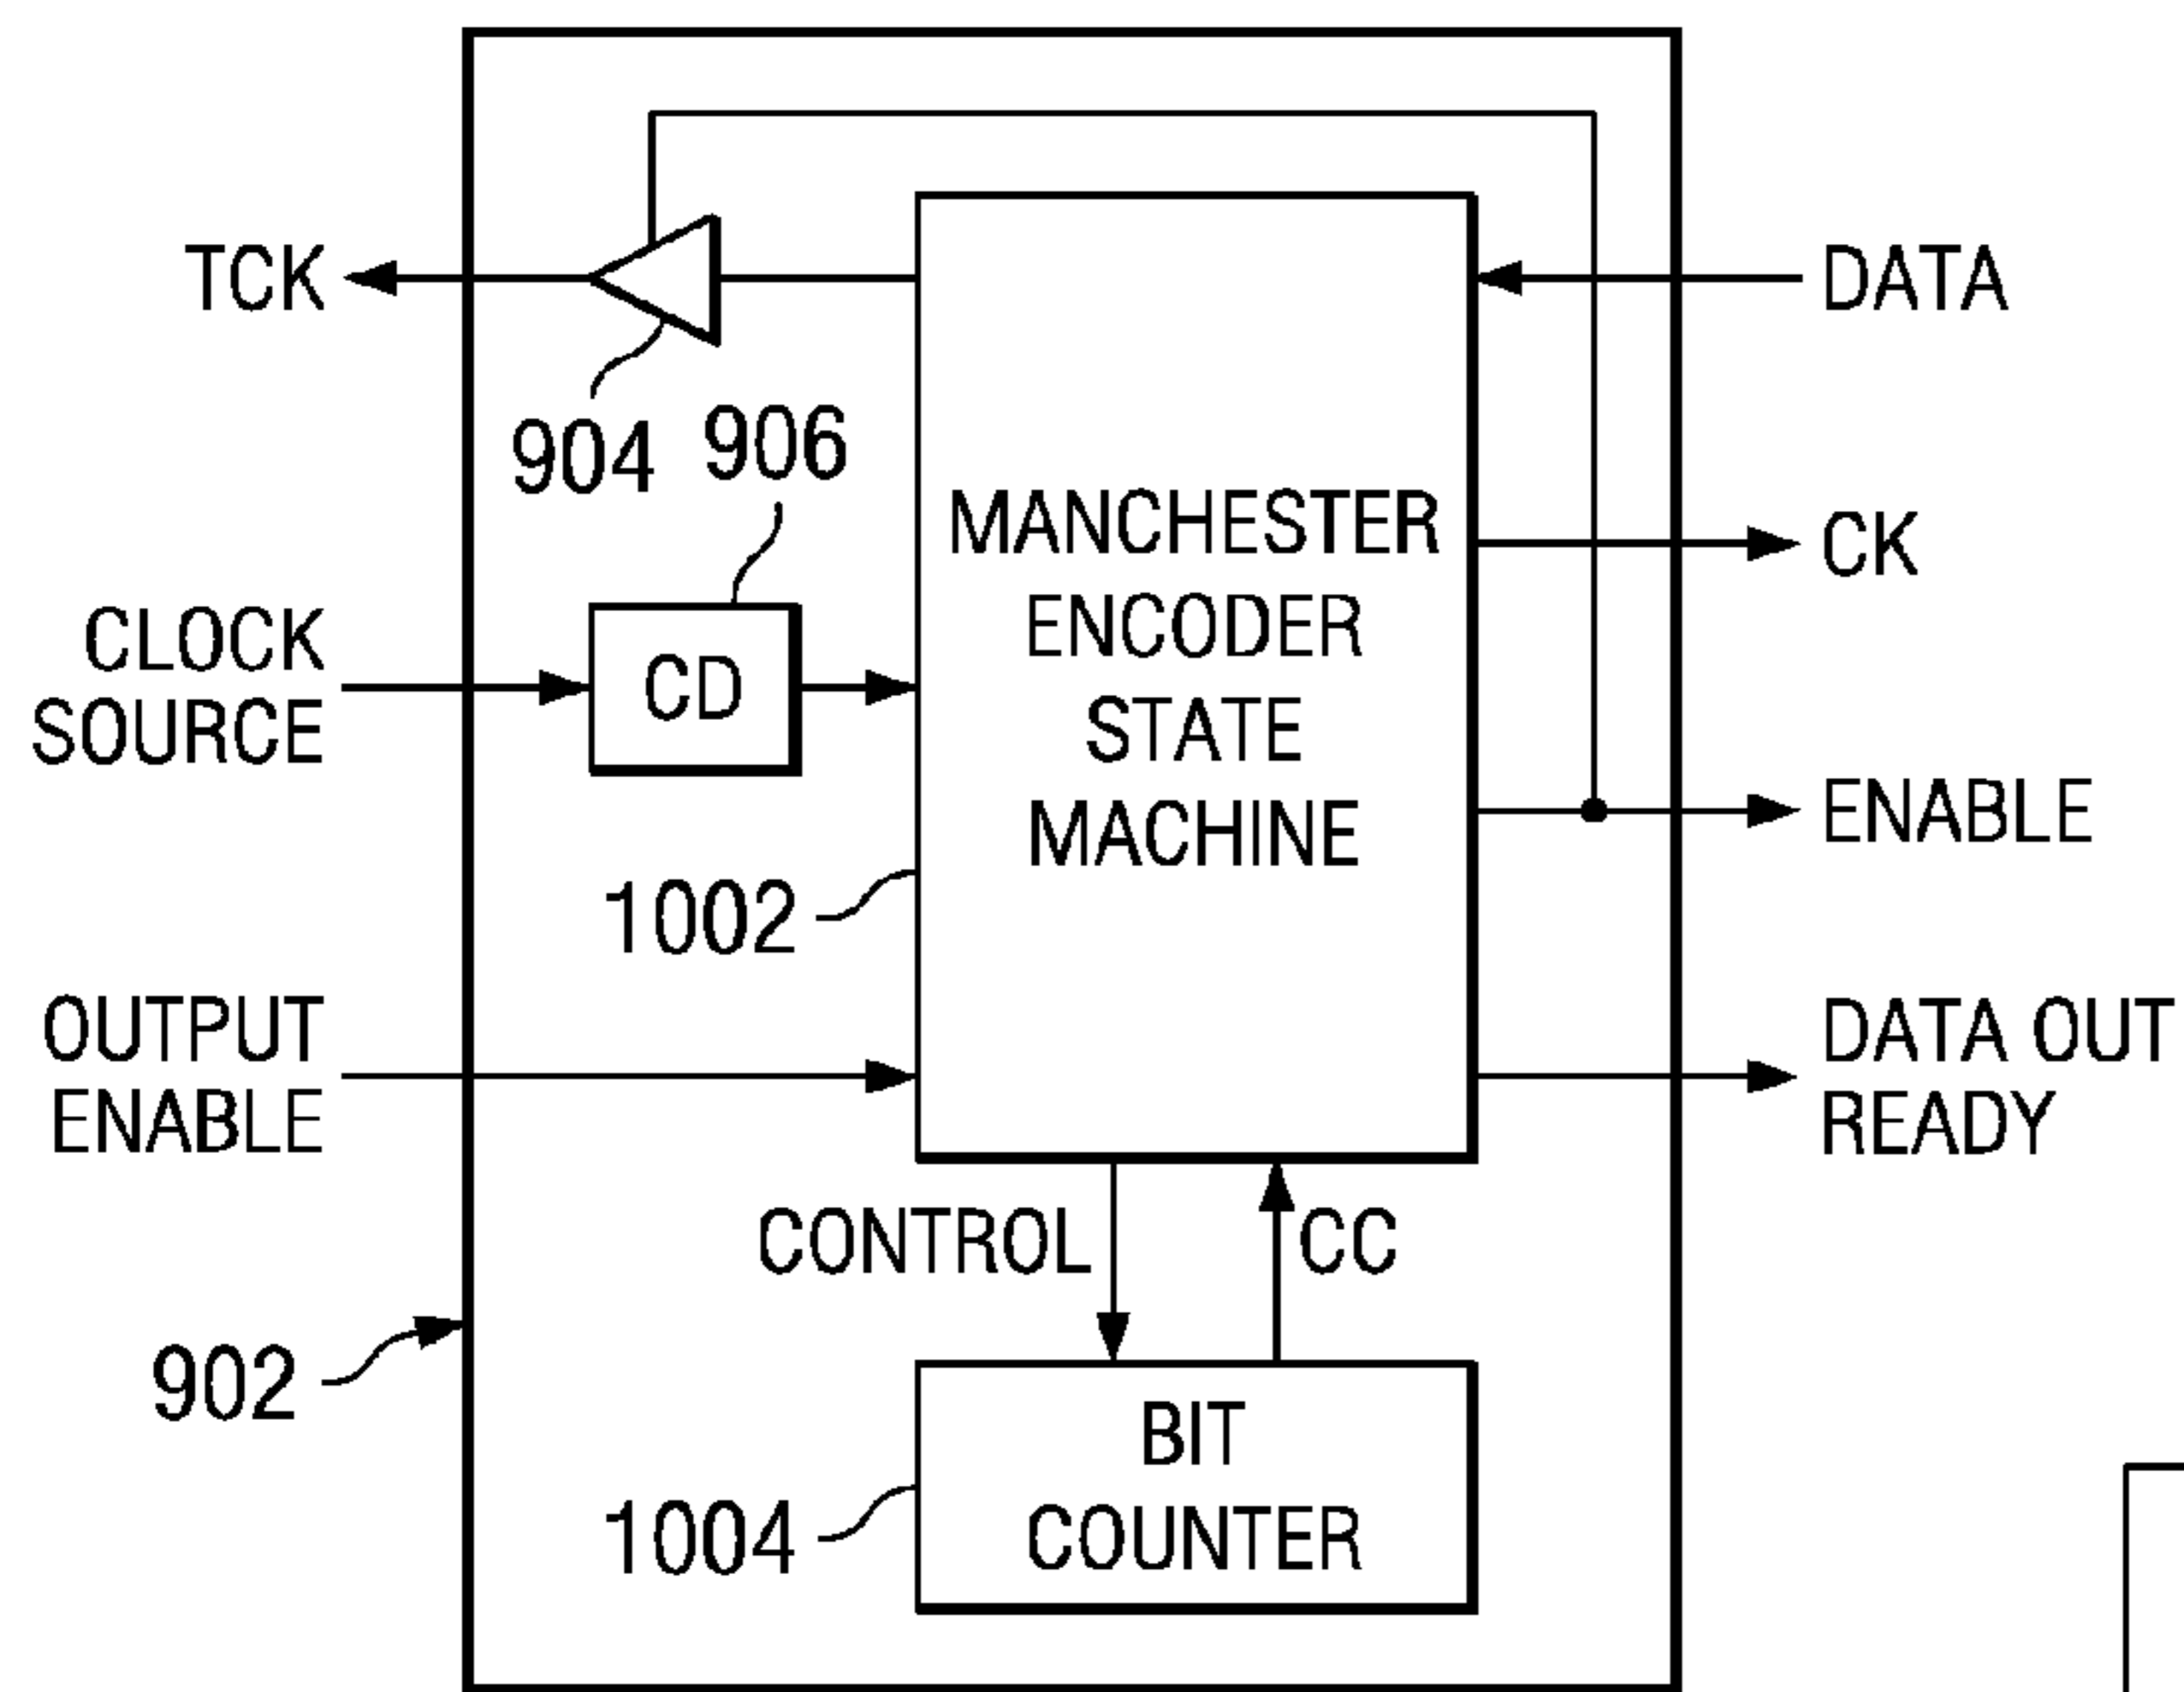 TCK
DATA
904
906
MANCHESTER
ENCODER
STATE
MACHINE
CK
CLOCK
SOURCE
CD
ENABLE
1002
OUTPUT
ENABLE
DATA OUT
READY
CONTROL
CC
902
BIT
COUNTER
1004